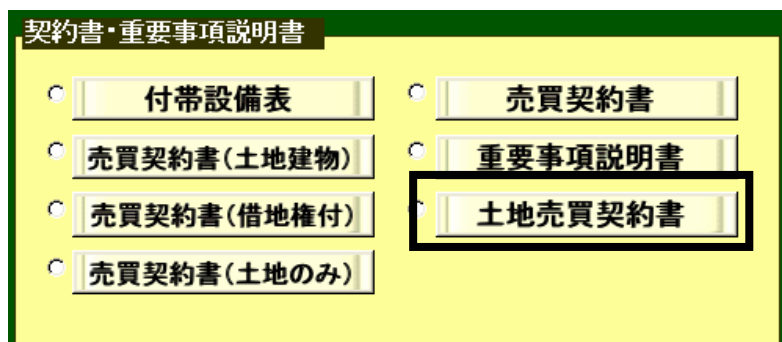 契約書・重要事項説明書
付帯設備表
売買契約書
売買契約書(土地建物)
重要事項説明書
売買契約書(借地権付)
土地売買契約書
売買契約書(土地のみ)